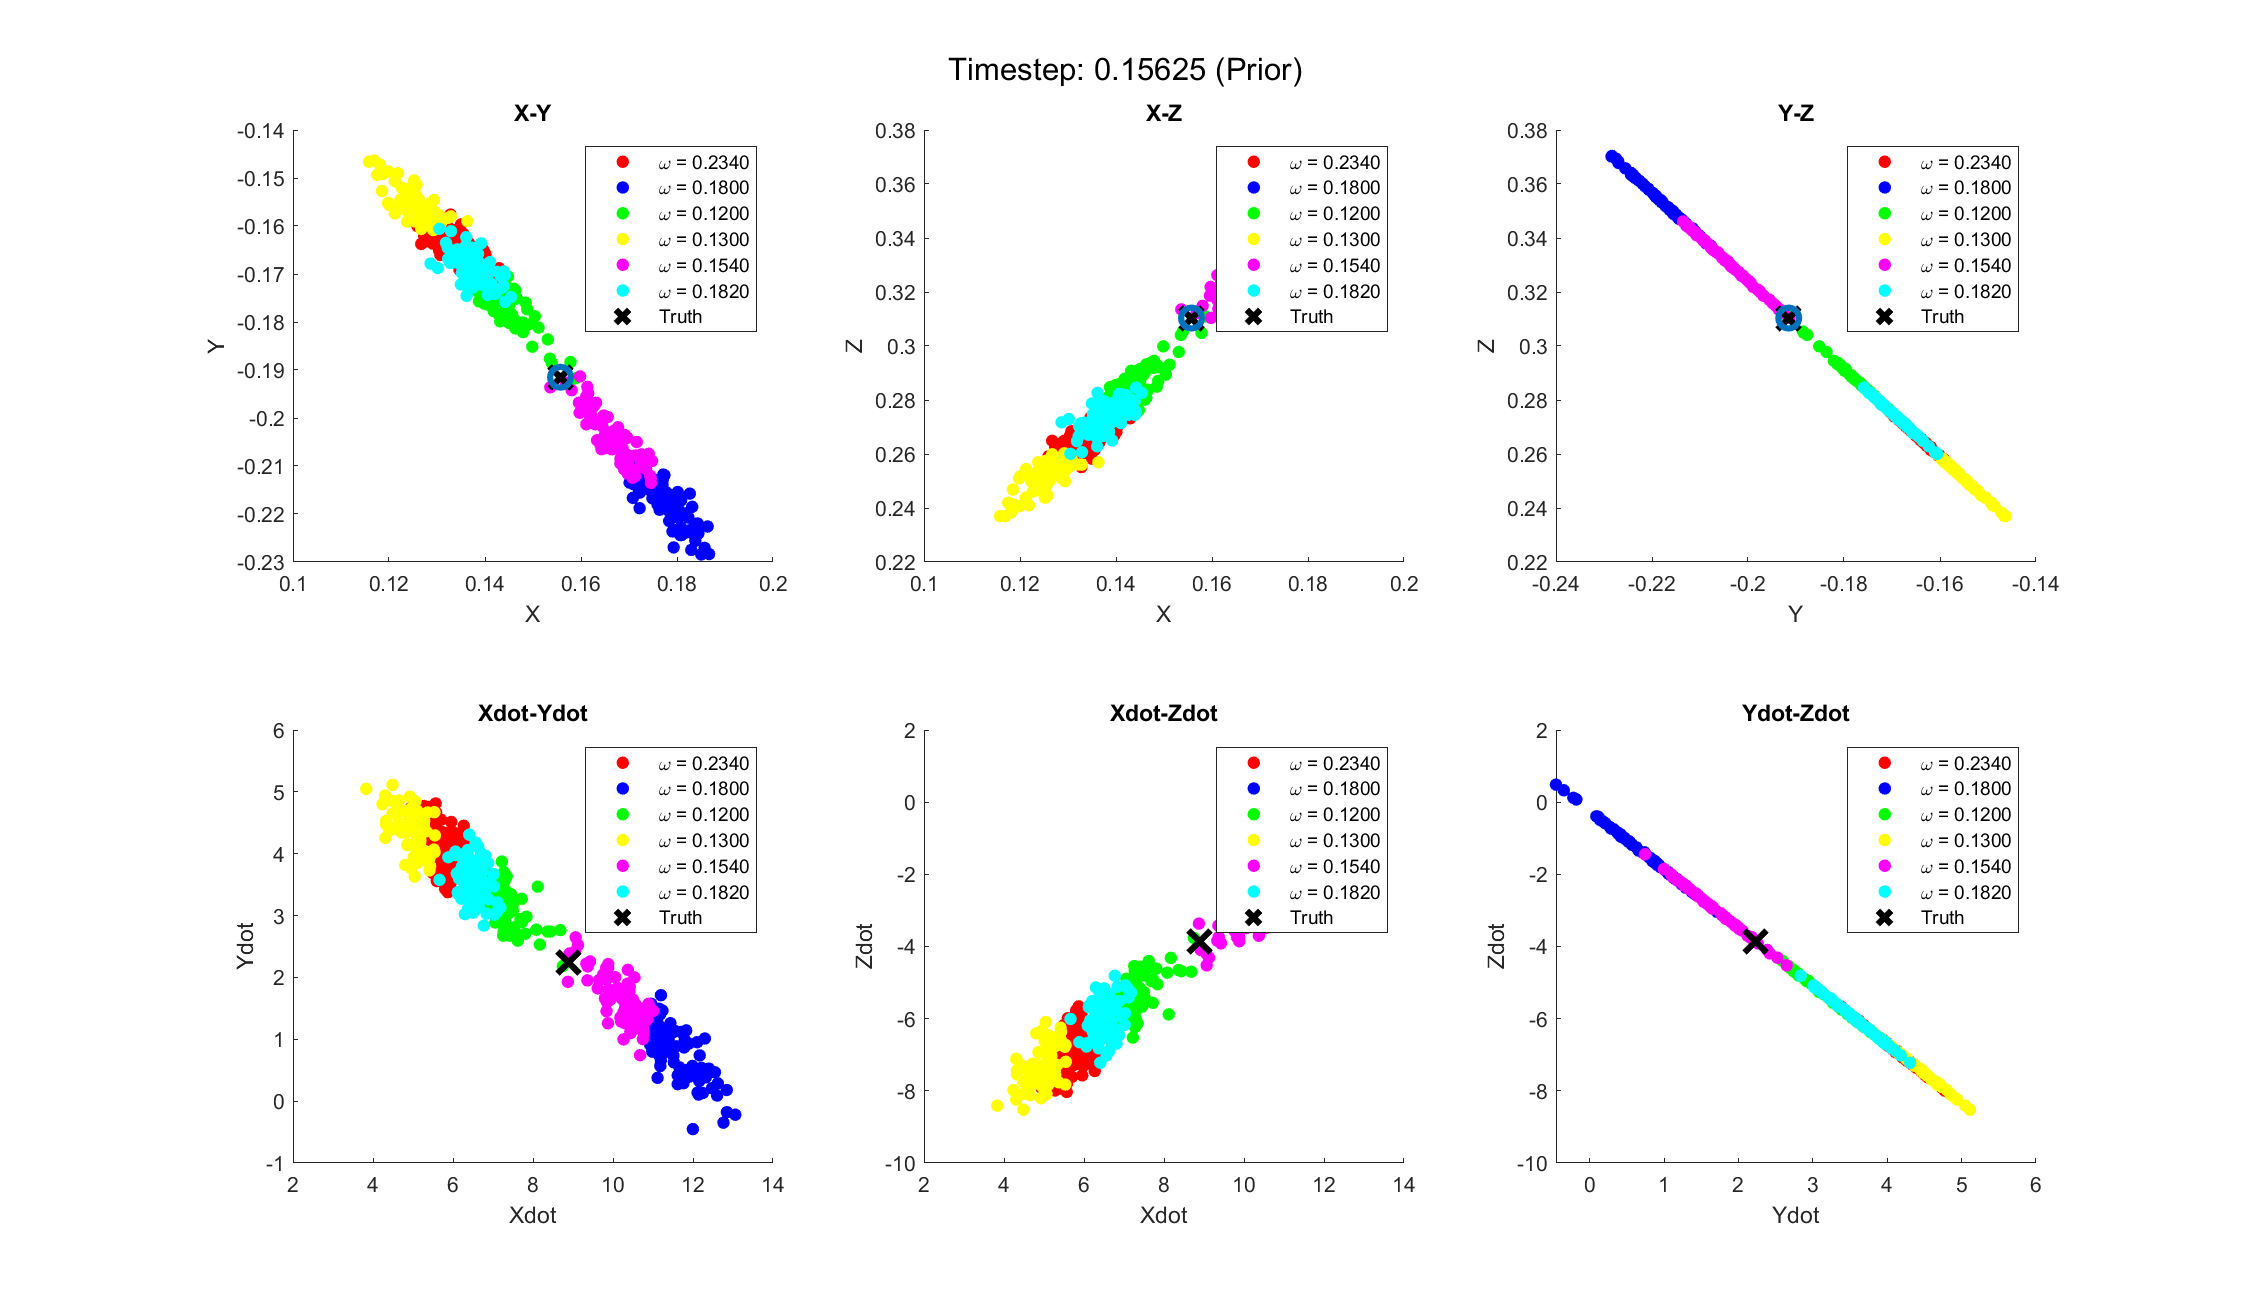 Timestep: 0.15625 (Prior)
X-Y
-0.14
-0.15
-0.16
-0.17
-0.18
-0.19
-0.2
-0.21
-0.22
-0.23
Y
0.1 0.12 0.14 0.16 0.18 0.2
X
ω = 0.2340
ω = 0.1800
ω = 0.1200
ω = 0.1300
ω = 0.1540
ω = 0.1820
Truth
X-Z
0.38
0.36
0.34
0.32
0.3
0.28
0.26
0.24
0.22
Z
0.1 0.12 0.14 0.16 0.18 0.2
X
ω = 0.2340
ω = 0.1800
ω = 0.1200
ω = 0.1300
ω = 0.1540
ω = 0.1820
Truth
Y-Z
0.38
0.36
0.34
0.32
0.3
0.28
0.26
0.24
0.22
Z
-0.24 -0.22 -0.2 -0.18 -0.16 -0.14
Y
ω = 0.2340
ω = 0.1800
ω = 0.1200
ω = 0.1300
ω = 0.1540
ω = 0.1820
Truth
Xdot-Ydot
6
5
4
3
2
1
0
-1
Ydot
2 4 6 8 10 12 14
Xdot
ω = 0.2340
ω = 0.1800
ω = 0.1200
ω = 0.1300
ω = 0.1540
ω = 0.1820
Truth
Xdot-Zdot
2
0
-2
-4
-6
-8
-10
Zdot
2 4 6 8 10 12 14
Xdot
ω = 0.2340
ω = 0.1800
ω = 0.1200
ω = 0.1300
ω = 0.1540
ω = 0.1820
Truth
Ydot-Zdot
2
0
-2
-4
-6
-8
-10
Zdot
0 1 2 3 4 5 6
Ydot
ω = 0.2340
ω = 0.1800
ω = 0.1200
ω = 0.1300
ω = 0.1540
ω = 0.1820
Truth